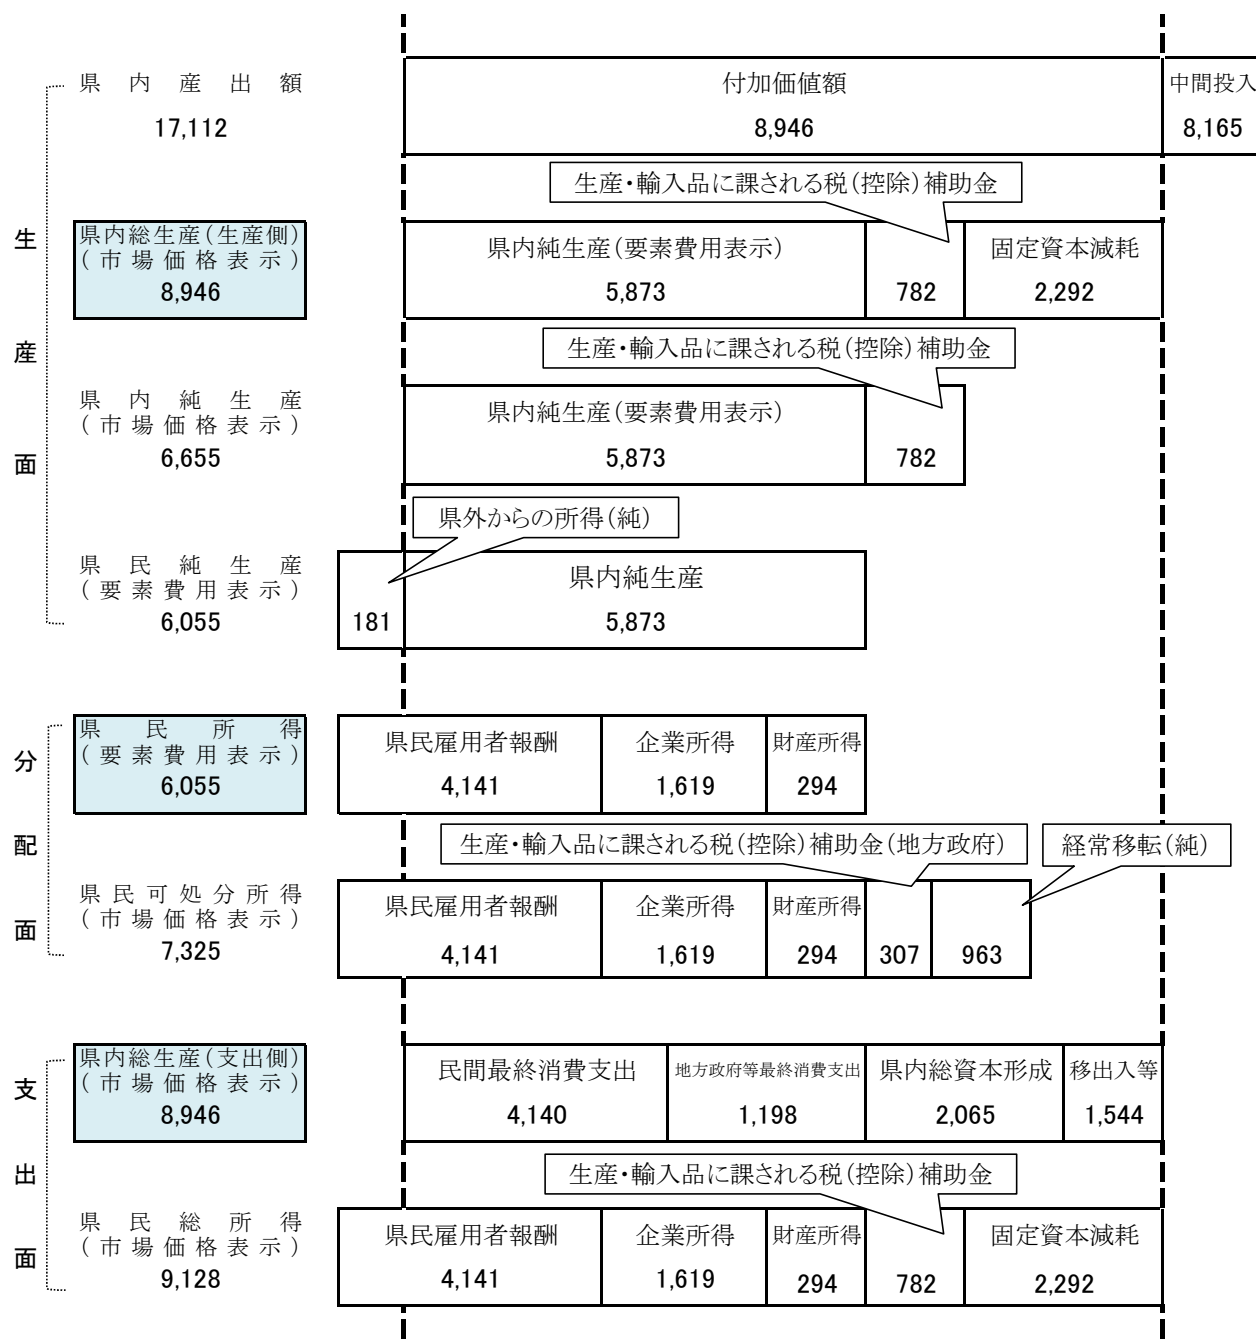 県内産出額
17,112
付加価値額
8,946
中間投入
8,165
生産・輸入品に課される税(控除)補助金
生産面
県内総生産(生産側)
(市場価格表示)
8,946
県内純生産(要素費用表示)
5,873
782
固定資本減耗
2,292
生産・輸入品に課される税(控除)補助金
県内純生産
(市場価格表示)
6,655
県内純生産(要素費用表示)
5,873
782
県外からの所得(純)
県民純生産
(要素費用表示)
6,055
181
県内純生産
5,873
分配面
県民所得
(要素費用表示)
6,055
県民雇用者報酬
4,141
企業所得
1,619
財産所得
294
生産・輸入品に課される税(控除)補助金(地方政府)
経常移転(純)
県民可処分所得
(市場価格表示)
7,325
県民雇用者報酬
4,141
企業所得
1,619
財産所得
294
307
963
支出面
県内総生産(支出側)
(市場価格表示)
8,946
民間最終消費支出
4,140
地方政府等最終消費支出
1,198
県内総資本形成
2,065
移出入等
1,544
生産・輸入品に課される税(控除)補助金
県民総所得
(市場価格表示)
9,128
県民雇用者報酬
4,141
企業所得
1,619
財産所得
294
782
固定資本減耗
2,292